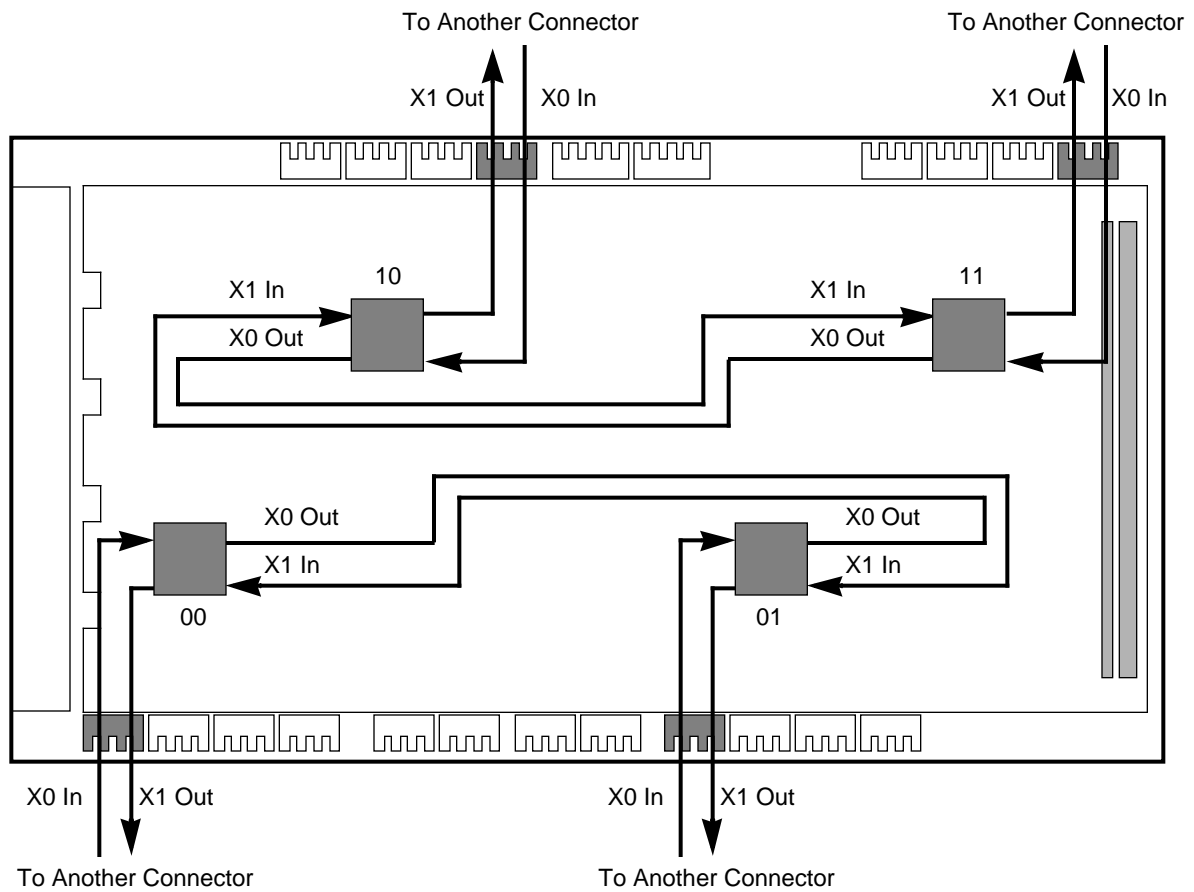 To Another Connector
To Another Connector
X1 Out
X0 In
X1 Out
X0 In
10
11
X1 In
X1 In
X0 Out
X0 Out
X0 Out
X0 Out
X1 In
X1 In
00
01
X0 In
X1 Out
X0 In
X1 Out
To Another Connector
To Another Connector